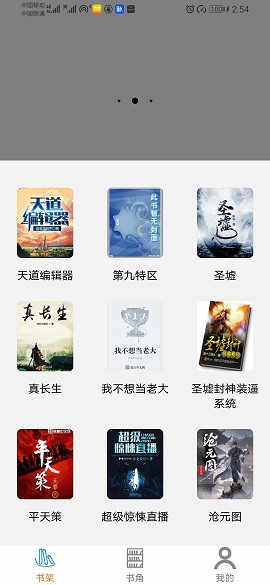 中国移动
中国联通
100
2:54
天道
编辑器
此书暂无封面
圣墟
天道编辑器
第九特区
圣墟
真长生
我不想当老大
圣墟封神
真长生
我不想当老大
圣墟封神装逼
系统
平天策
超级
惊悚直播
沧元图
平天策
超级惊悚直播
沧元图
书架
书角
我的